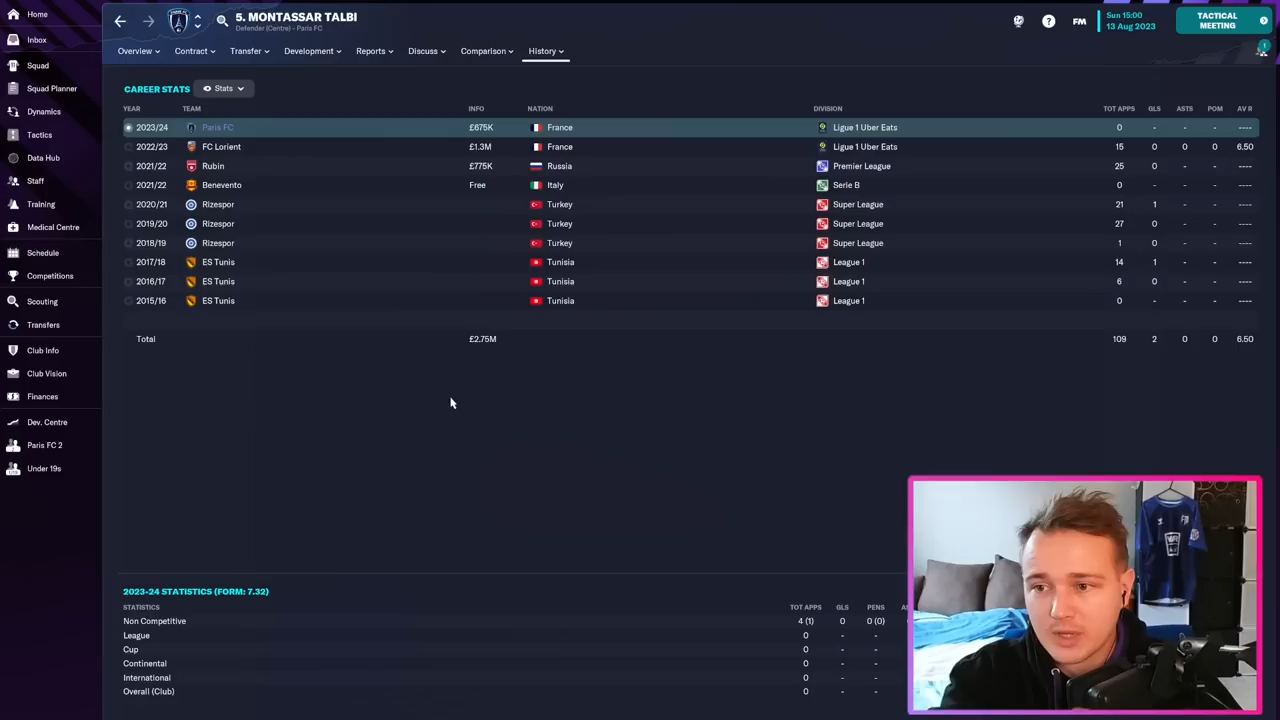 Home
Inbox
Squad
Squad Planner
Dynamics
Tactics
Data Hub
Staff
Training
Medical Centre
Schedule
Competitions
Scouting
Transfers
Club Info
Club Vision
Finances
Dev. Centre
Paris FC 2
Under 19s
5. MONTASSAR TALBI
Defender (Centre) - Paris FC
? FM Sun 15:00
13 Aug 2023
TACTICAL
MEETING
1
Overview Contract Transfer Development Reports Discuss Comparison History
CAREER STATS Stats
YEAR TEAM INFO NATION DIVISION TOT APPS GLS ASTS POM AV R
2023/24 Paris FC £675K France Ligue 1 Uber Eats 0 - - - ----
2022/23 FC Lorient £1.3M France Ligue 1 Uber Eats 15 0 0 0 6.50
2021/22 Rubin £775K Russia Premier League 25 0 - - ----
2021/22 Benevento Free Italy Serie B 0 - - - ----
2020/21 Rizespor Turkey Super League 21 1 - - ----
2019/20 Rizespor Turkey Super League 27 0 - - ----
2018/19 Rizespor Turkey Super League 1 0 - - ----
2017/18 ES Tunis Tunisia League 1 14 1 - - ----
2016/17 ES Tunis Tunisia League 1 6 0 - - ----
2015/16 ES Tunis Tunisia League 1 0 - - - ----
Total £2.75M 109 2 0 0 6.50
2023-24 STATISTICS (FORM: 7.32)
STATISTICS TOT APPS GLS PENS
Non Competitive 4 (1) 0 0 (0)
League 0 - -
Cup 0 - -
Continental 0 - -
International 0 - -
Overall (Club) 0 - -